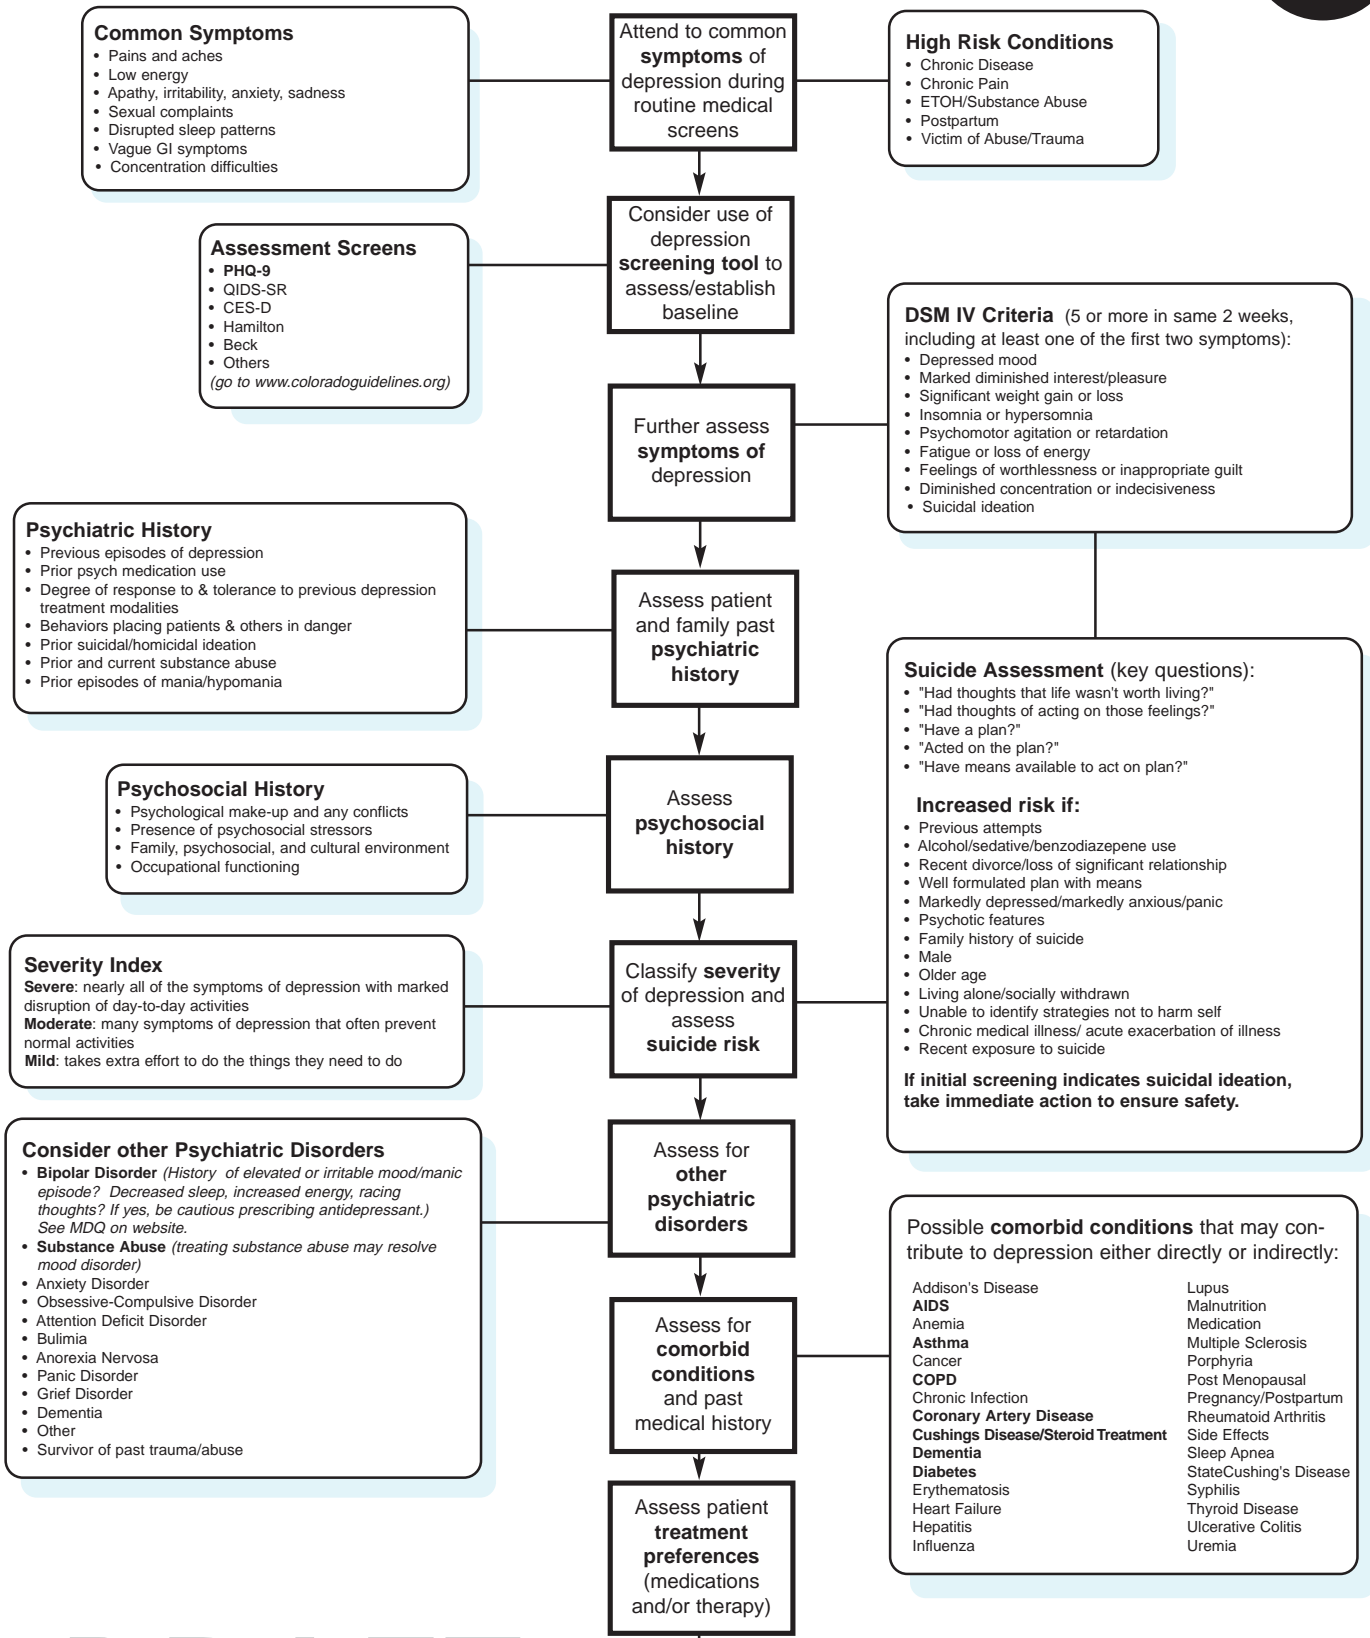 Common Symptoms
• Pains and aches
• Low energy
• Apathy, irritability, anxiety, sadness
• Sexual complaints
• Disrupted sleep patterns
• Vague GI symptoms
• Concentration difficulties
Attend to common
symptoms of
depression during
routine medical
screens
High Risk Conditions
• Chronic Disease
• Chronic Pain
• ETOH/Substance Abuse
• Postpartum
• Victim of Abuse/Trauma
Assessment Screens
• PHQ-9
• QIDS-SR
• CES-D
• Hamilton
• Beck
• Others
(go to www.coloradoguidelines.org)
Consider use of
depression
screening tool to
assess/establish
baseline
DSM IV Criteria (5 or more in same 2 weeks,
including at least one of the first two symptoms):
• Depressed mood
• Marked diminished interest/pleasure
• Significant weight gain or loss
• Insomnia or hypersomnia
• Psychomotor agitation or retardation
• Fatigue or loss of energy
• Feelings of worthlessness or inappropriate guilt
• Diminished concentration or indecisiveness
• Suicidal ideation
Further assess
symptoms of
depression
Psychiatric History
• Previous episodes of depression
• Prior psych medication use
• Degree of response to & tolerance to previous depression
treatment modalities
• Behaviors placing patients & others in danger
• Prior suicidal/homicidal ideation
• Prior and current substance abuse
• Prior episodes of mania/hypomania
Assess patient
and family past
psychiatric
history
Suicide Assessment (key questions):
• "Had thoughts that life wasn't worth living?"
• "Had thoughts of acting on those feelings?"
• "Have a plan?"
• "Acted on the plan?"
• "Have means available to act on plan?"
Increased risk if:
• Previous attempts
• Alcohol/sedative/benzodiazepene use
• Recent divorce/loss of significant relationship
• Well formulated plan with means
• Markedly depressed/markedly anxious/panic
• Psychotic features
• Family history of suicide
• Male
• Older age
• Living alone/socially withdrawn
• Unable to identify strategies not to harm self
• Chronic medical illness/ acute exacerbation of illness
• Recent exposure to suicide
If initial screening indicates suicidal ideation,
take immediate action to ensure safety.
Psychosocial History
• Psychological make-up and any conflicts
• Presence of psychosocial stressors
• Family, psychosocial, and cultural environment
• Occupational functioning
Assess
psychosocial
history
Severity Index
Severe: nearly all of the symptoms of depression with marked
disruption of day-to-day activities
Moderate: many symptoms of depression that often prevent
normal activities
Mild: takes extra effort to do the things they need to do
Classify severity
of depression and
assess
suicide risk
Consider other Psychiatric Disorders
• Bipolar Disorder (History of elevated or irritable mood/manic
episode? Decreased sleep, increased energy, racing
thoughts? If yes, be cautious prescribing antidepressant.)
See MDQ on website.
• Substance Abuse (treating substance abuse may resolve
mood disorder)
• Anxiety Disorder
• Obsessive-Compulsive Disorder
• Attention Deficit Disorder
• Bulimia
• Anorexia Nervosa
• Panic Disorder
• Grief Disorder
• Dementia
• Other
• Survivor of past trauma/abuse
Assess for
other
psychiatric
disorders
Assess for
comorbid
conditions
and past
medical history
Possible comorbid conditions that may con-
tribute to depression either directly or indirectly:
Addison's Disease
AIDS
Anemia
Asthma
Cancer
COPD
Chronic Infection
Coronary Artery Disease
Cushings Disease/Steroid Treatment
Dementia
Diabetes
Erythematosis
Heart Failure
Hepatitis
Influenza
Lupus
Malnutrition
Medication
Multiple Sclerosis
Porphyria
Post Menopausal
Pregnancy/Postpartum
Rheumatoid Arthritis
Side Effects
Sleep Apnea
StateCushing's Disease
Syphilis
Thyroid Disease
Ulcerative Colitis
Uremia
Assess patient
treatment
preferences
(medications
and/or therapy)